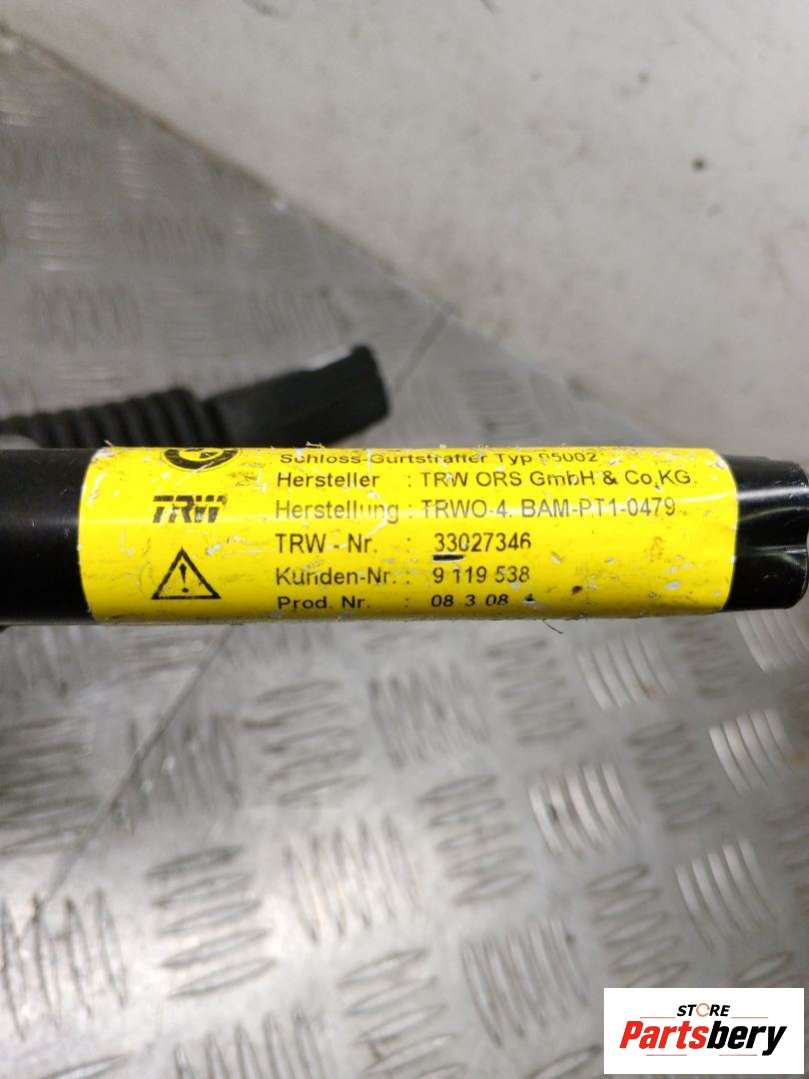 Schloss-Gurtstraffer Typ 05002
Hersteller : TRW ORS GmbH & Co.KG.
TRW
Herstellung : TRWO-4. BAM-PT1-0479
TRW-Nr. : 33027346
Kunden-Nr. : 9 119 538
Prod. Nr. : 08 3 08
STORE
Partsbery